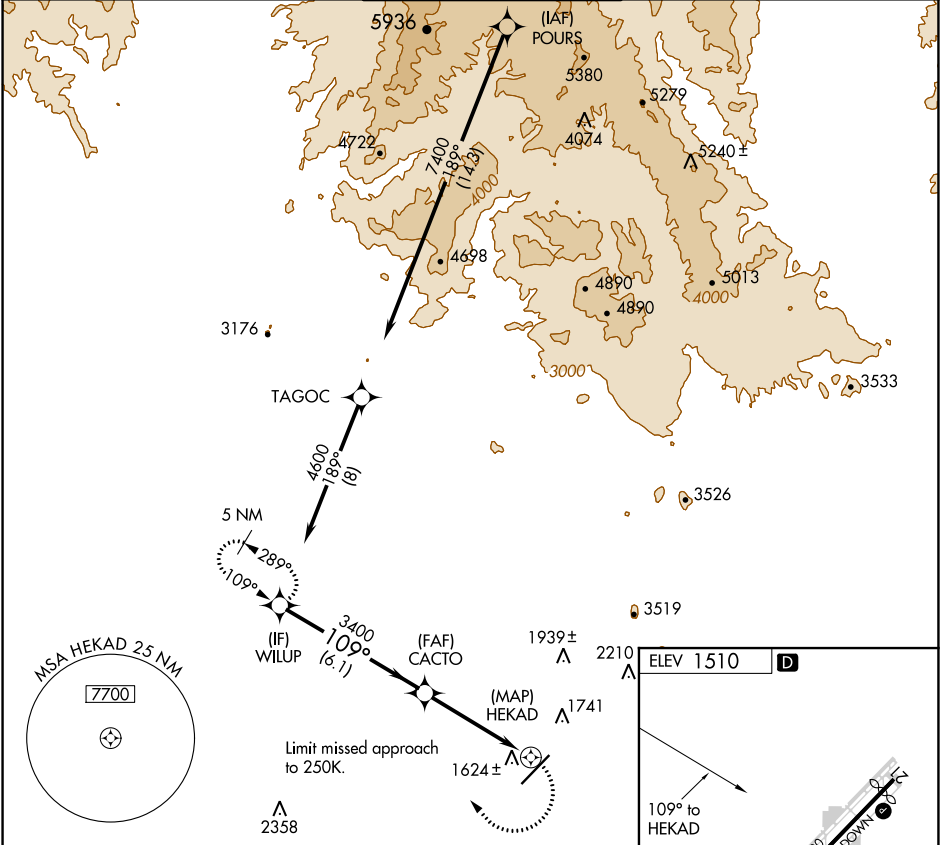 5936
(IAF)
POURS
5380
5279
4074
4722
5240 ±
7400
189°
(14.3)
4000
4698
4890
4890
5013
4000
3176
3000
3533
TAGOC
4600
189°
(8)
3526
5 NM
289°
109°
3519
(IF)
WILUP
3400
109°
(6.1)
(FAF)
CACTO
1939 ±
2210
ELEV 1510
D
MSA HEKAD 25 NM
7700
(MAP)
HEKAD
1741
Limit missed approach
to 250K.
1624 ±
2358
109° to
HEKAD
21
P
DOWN